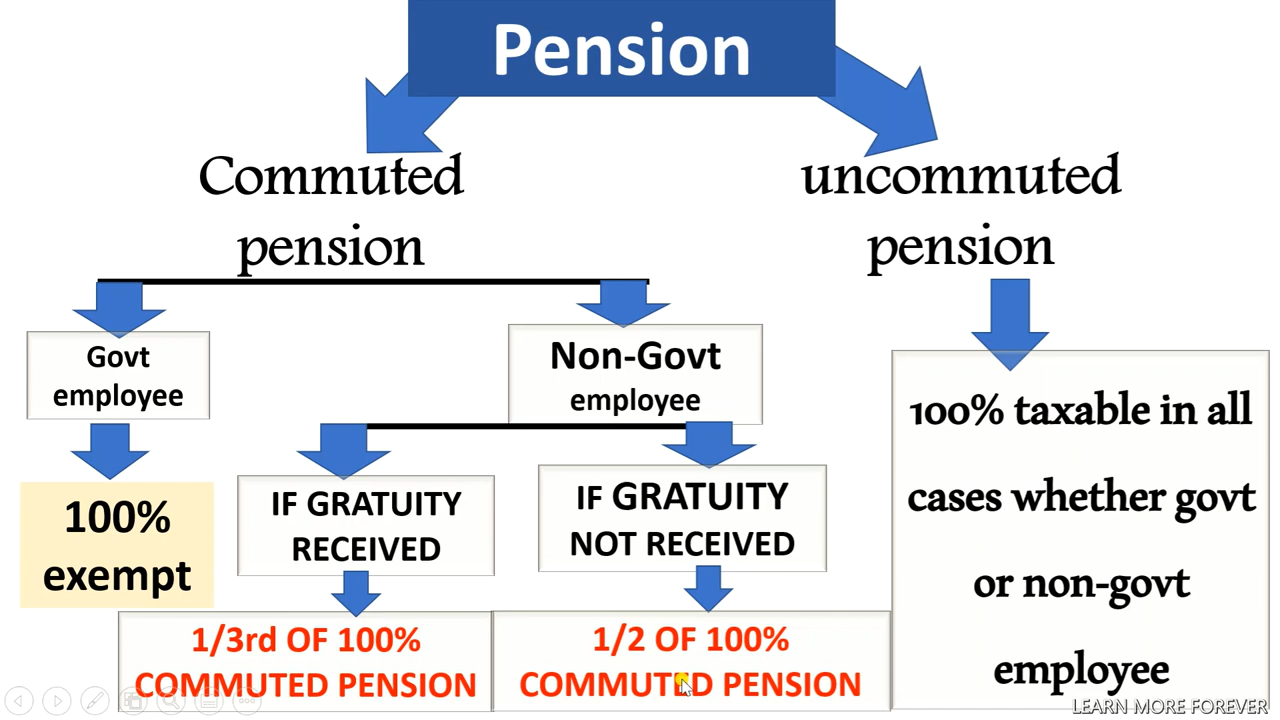 Pension
Commuted
pension
Govt
employee
100%
exempt
Non-Govt
employee
IF GRATUITY
RECEIVED
1/3rd OF 100%
COMMUTED PENSION
IF GRATUITY
NOT RECEIVED
1/2 OF 100%
COMMUTED PENSION
uncommuted
pension
100% taxable in all
cases whether govt
or non-govt
employee
LEARN MORE FOREVER